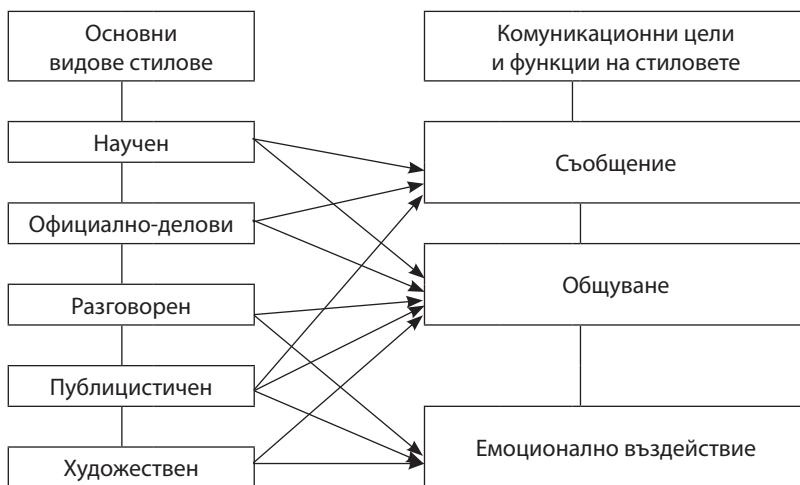 Основни
видове стилове
Научен
Официално-делови
Разговорен
Публицистичен
Художествен
Комуникационни цели
и функции на стиловете
Съобщение
Общуване
Емоционално въздействие